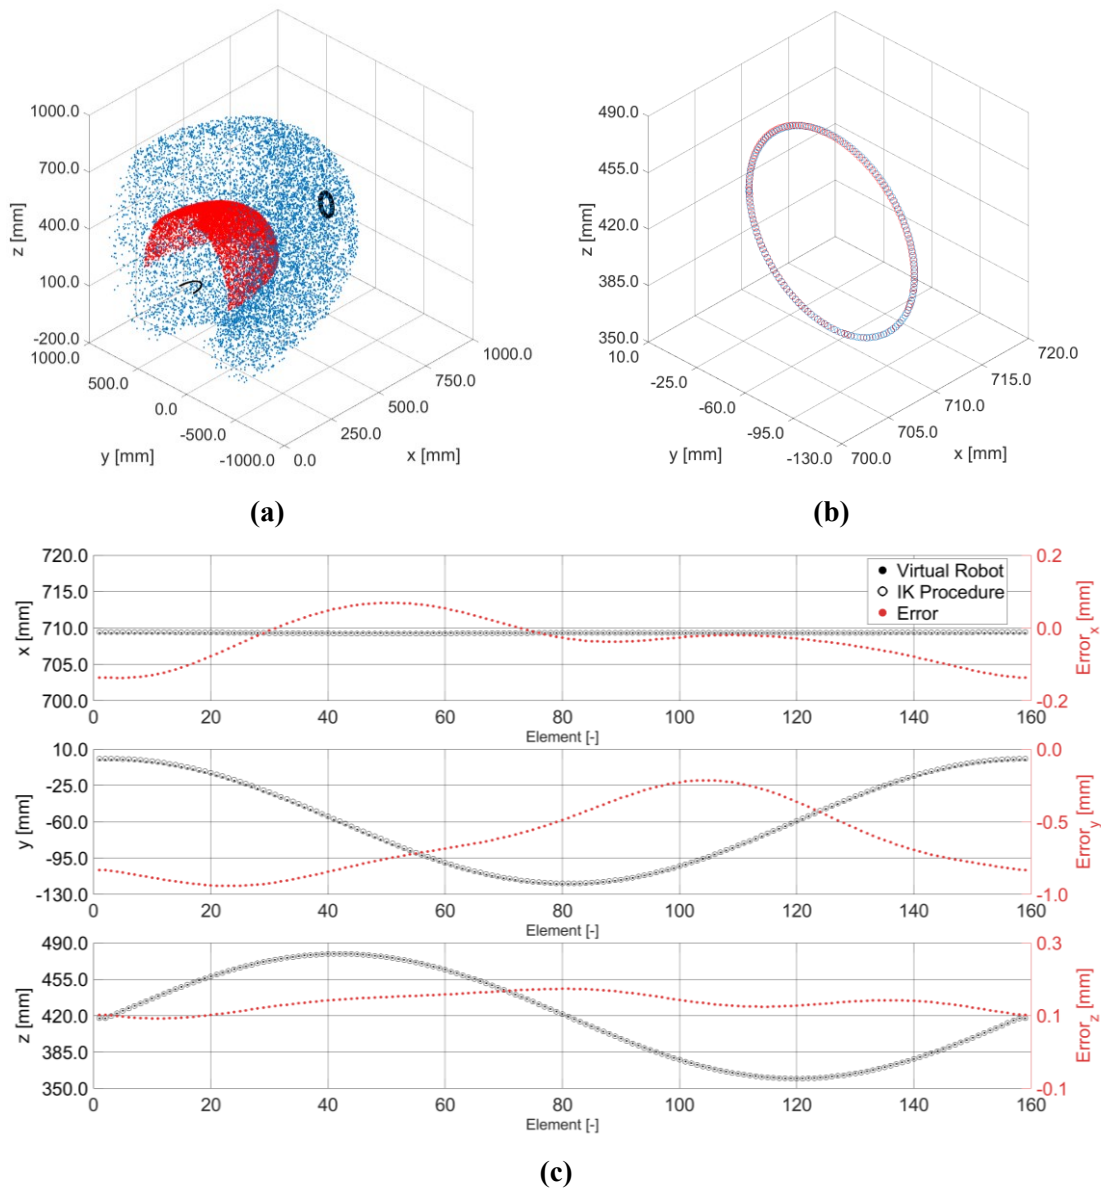 1000.0
700.0
400.0
100.0
-200.0
z [mm]
1000.0
500.0
0.0
-500.0
-1000.0
y [mm]
0.0
250.0
500.0
750.0
1000.0
x [mm]
(a)
490.0
455.0
420.0
385.0
350.0
z [mm]
10.0
-25.0
-60.0
-95.0
-130.0
y [mm]
700.0
705.0
710.0
715.0
720.0
x [mm]
(b)
720.0
715.0
710.0
705.0
700.0
x [mm]
0 20 40 60 80 100 120 140 160
Element [-]
0.2
0.0
-0.2
Error_x [mm]
Virtual Robot
IK Procedure
Error
10.0
-25.0
-60.0
-95.0
-130.0
y [mm]
0 20 40 60 80 100 120 140 160
Element [-]
0.0
-0.5
-1.0
Error_y [mm]
490.0
455.0
420.0
385.0
350.0
z [mm]
0 20 40 60 80 100 120 140 160
Element [-]
0.3
0.1
-0.1
Error_z [mm]
(c)